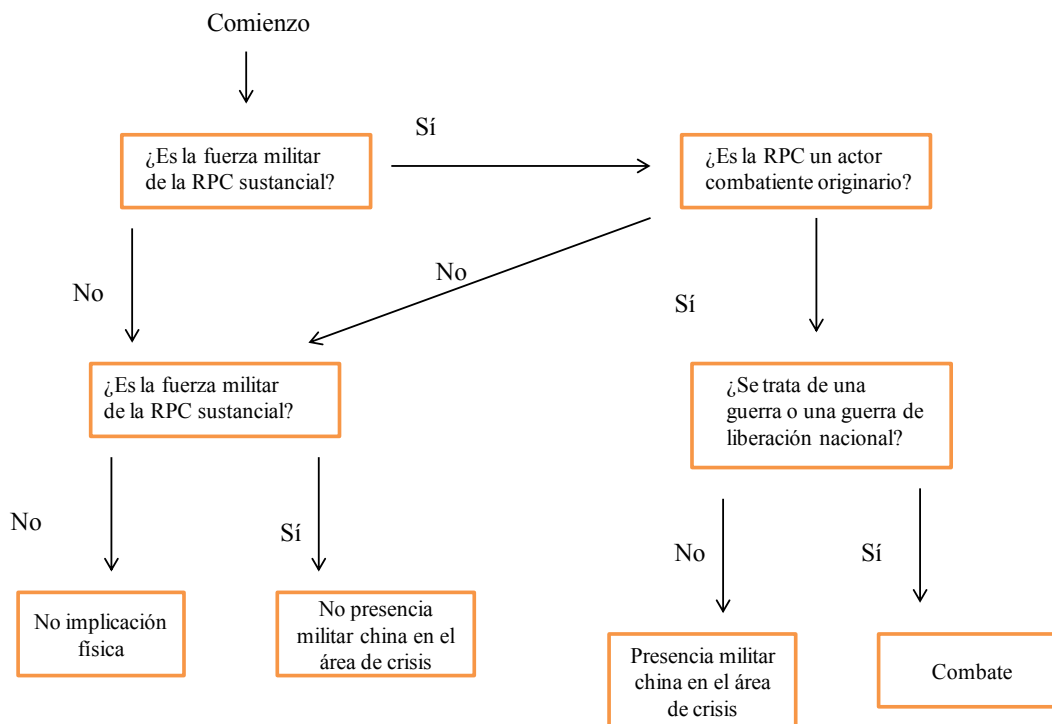 Comienzo
Sí
¿Es la fuerza militar
de la RPC sustancial?
¿Es la RPC un actor
combatiente originario?
No
No
Sí
¿Es la fuerza militar
de la RPC sustancial?
¿Se trata de una
guerra o una guerra de
liberación nacional?
No
Sí
No
Sí
No implicación
física
No presencia
militar china en el
área de crisis
Presencia militar
china en el área
de crisis
Combate